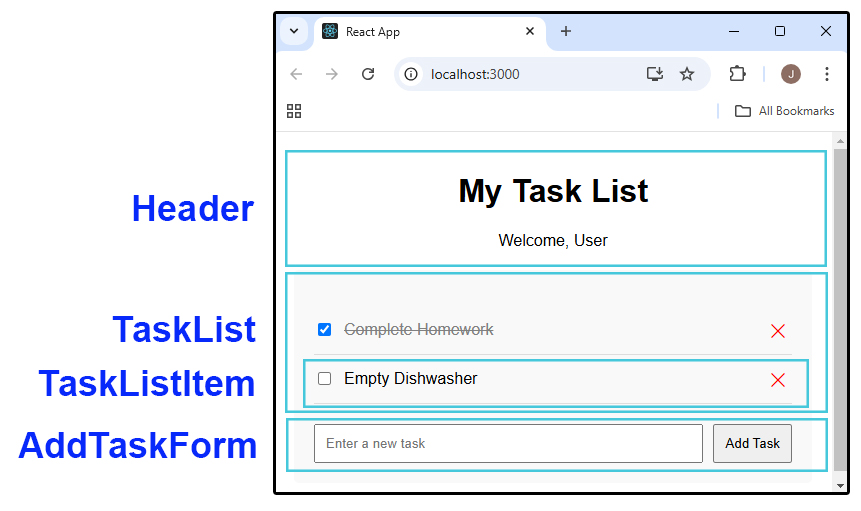 React App
localhost:3000
J
All Bookmarks
Header
My Task List
Welcome, User
TaskList
Complete Homework
TaskListItem
Empty Dishwasher
AddTaskForm
Enter a new task
Add Task